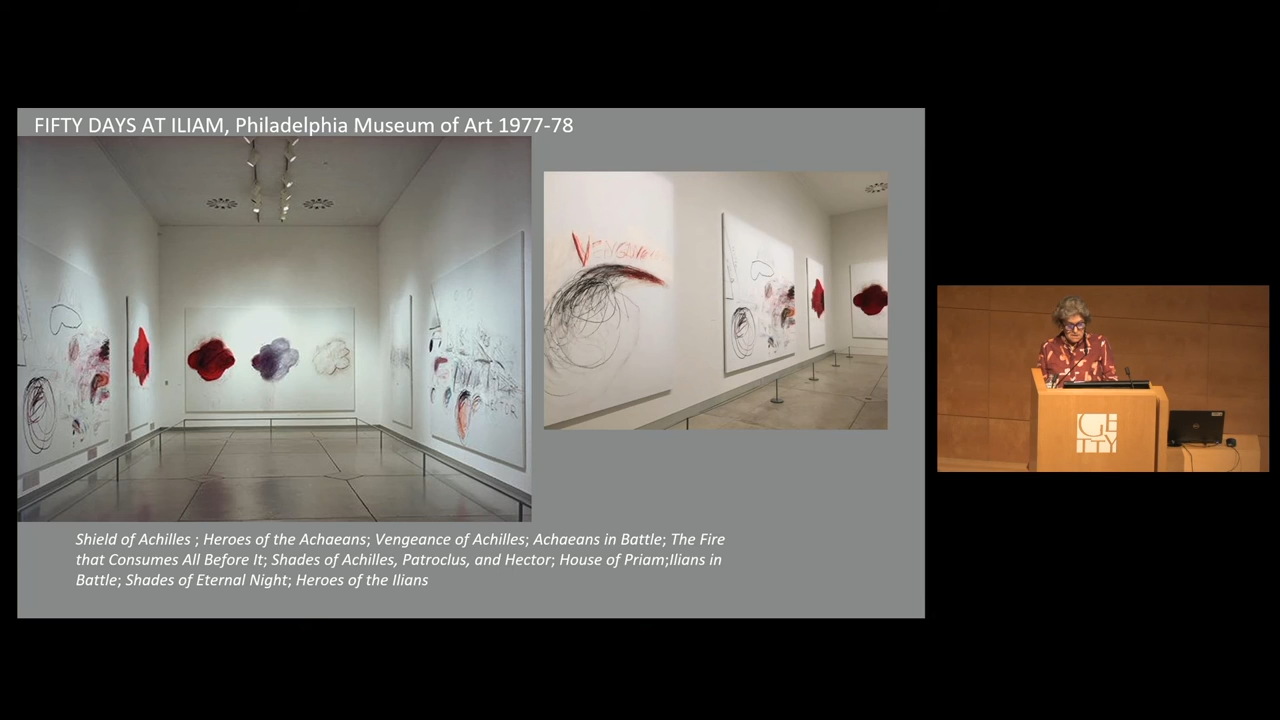 FIFTY DAYS AT ILIAM, Philadelphia Museum of Art 1977-78
Shield of Achilles ; Heroes of the Achaeans; Vengeance of Achilles; Achaeans in Battle; The Fire
that Consumes All Before It; Shades of Achilles, Patroclus, and Hector; House of Priam;Ilians in
Battle; Shades of Eternal Night; Heroes of the Ilians
GETTY